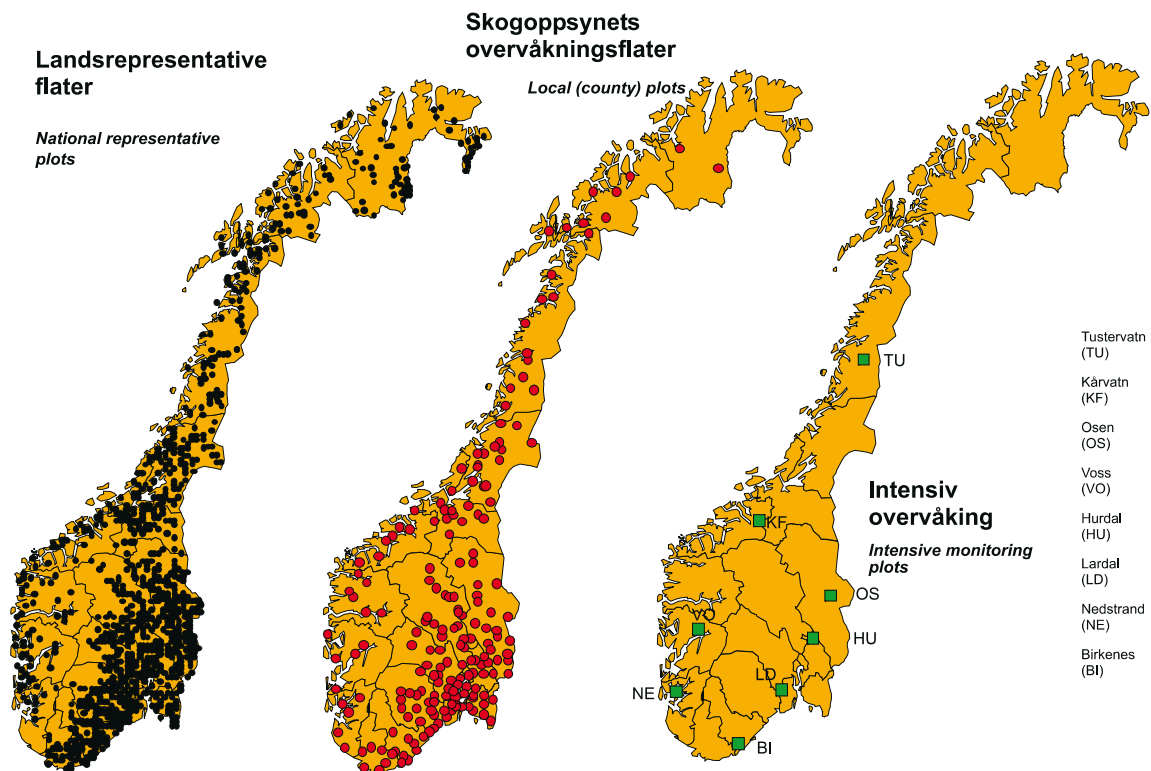 Landsrepresentative
flater
National representative
plots
Skogoppsynets
overvåkningsflater
Local (county) plots
Intensiv
overvåking
Intensive monitoring
plots
TU
KF
OS
VO
HU
LD
NE
BI
Tustervatn
(TU)
Kårvatn
(KF)
Osen
(OS)
Voss
(VO)
Hurdal
(HU)
Lardal
(LD)
Nedstrand
(NE)
Birkenes
(BI)